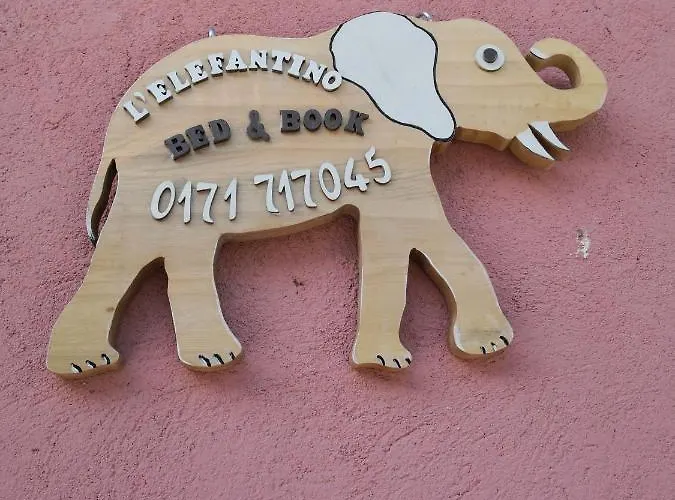 L'ELEFANTINO
BED & BOOK
0171 717045